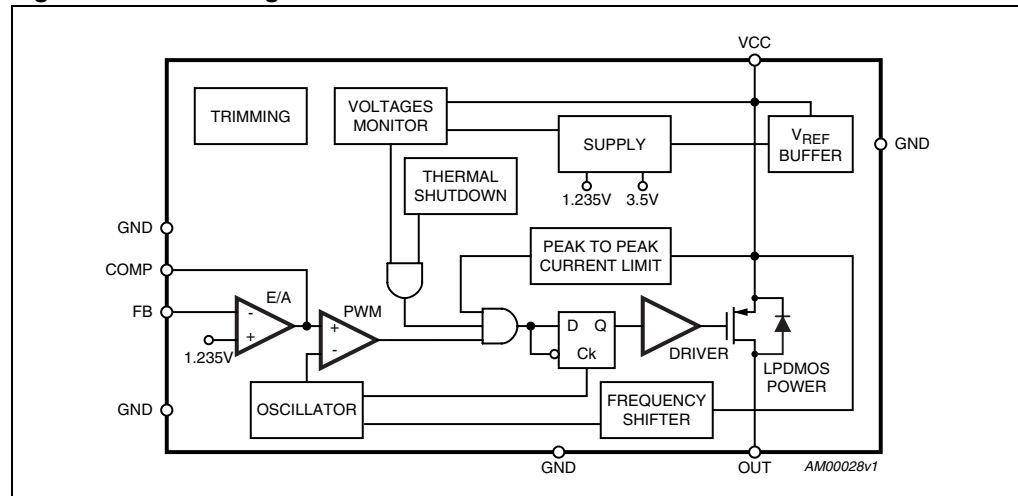 VCC
TRIMMING
VOLTAGES
MONITOR
SUPPLY
VREF
BUFFER
GND
THERMAL
SHUTDOWN
1.235V
3.5V
GND
PEAK TO PEAK
CURRENT LIMIT
COMP
E/A
PWM
FB
-
+
+
-
D
Q
Ck
1.235V
DRIVER
LPDMOS
POWER
GND
OSCILLATOR
FREQUENCY
SHIFTER
GND
OUT
AM00028v1